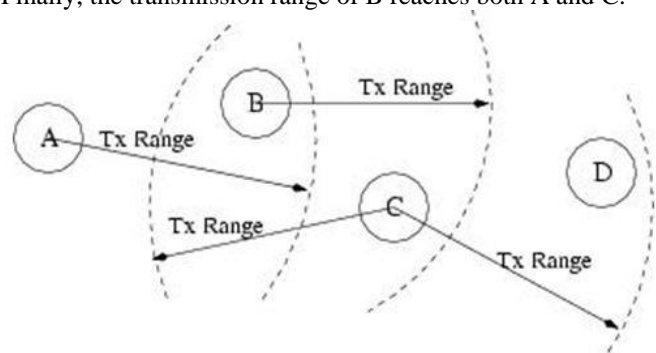 Finally, the transmission range of B reaches both A and C.
B
Tx Range
A
Tx Range
D
C
Tx Range
Tx Range